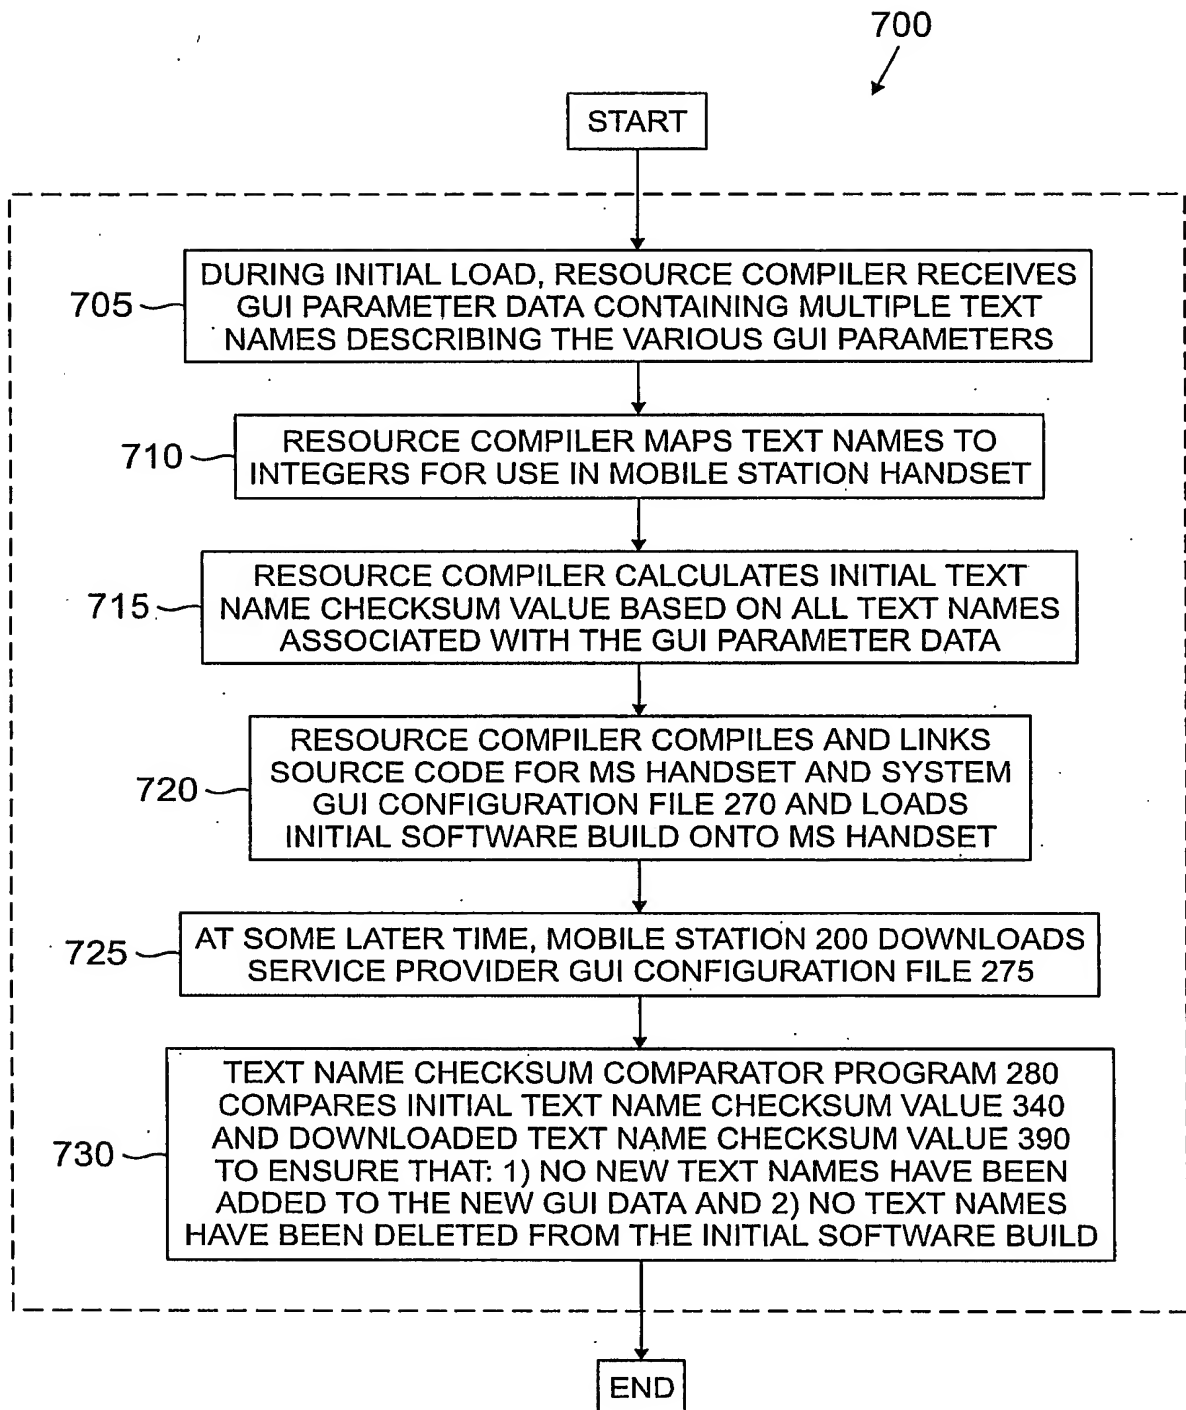 700
START
705
DURING INITIAL LOAD, RESOURCE COMPILER RECEIVES
GUI PARAMETER DATA CONTAINING MULTIPLE TEXT
NAMES DESCRIBING THE VARIOUS GUI PARAMETERS
710
RESOURCE COMPILER MAPS TEXT NAMES TO
INTEGERS FOR USE IN MOBILE STATION HANDSET
715
RESOURCE COMPILER CALCULATES INITIAL TEXT
NAME CHECKSUM VALUE BASED ON ALL TEXT NAMES
ASSOCIATED WITH THE GUI PARAMETER DATA
720
RESOURCE COMPILER COMPILES AND LINKS
SOURCE CODE FOR MS HANDSET AND SYSTEM
GUI CONFIGURATION FILE 270 AND LOADS
INITIAL SOFTWARE BUILD ONTO MS HANDSET
725
AT SOME LATER TIME, MOBILE STATION 200 DOWNLOADS
SERVICE PROVIDER GUI CONFIGURATION FILE 275
730
TEXT NAME CHECKSUM COMPARATOR PROGRAM 280
COMPARES INITIAL TEXT NAME CHECKSUM VALUE 340
AND DOWNLOADED TEXT NAME CHECKSUM VALUE 390
TO ENSURE THAT: 1) NO NEW TEXT NAMES HAVE BEEN
ADDED TO THE NEW GUI DATA AND 2) NO TEXT NAMES
HAVE BEEN DELETED FROM THE INITIAL SOFTWARE BUILD
END